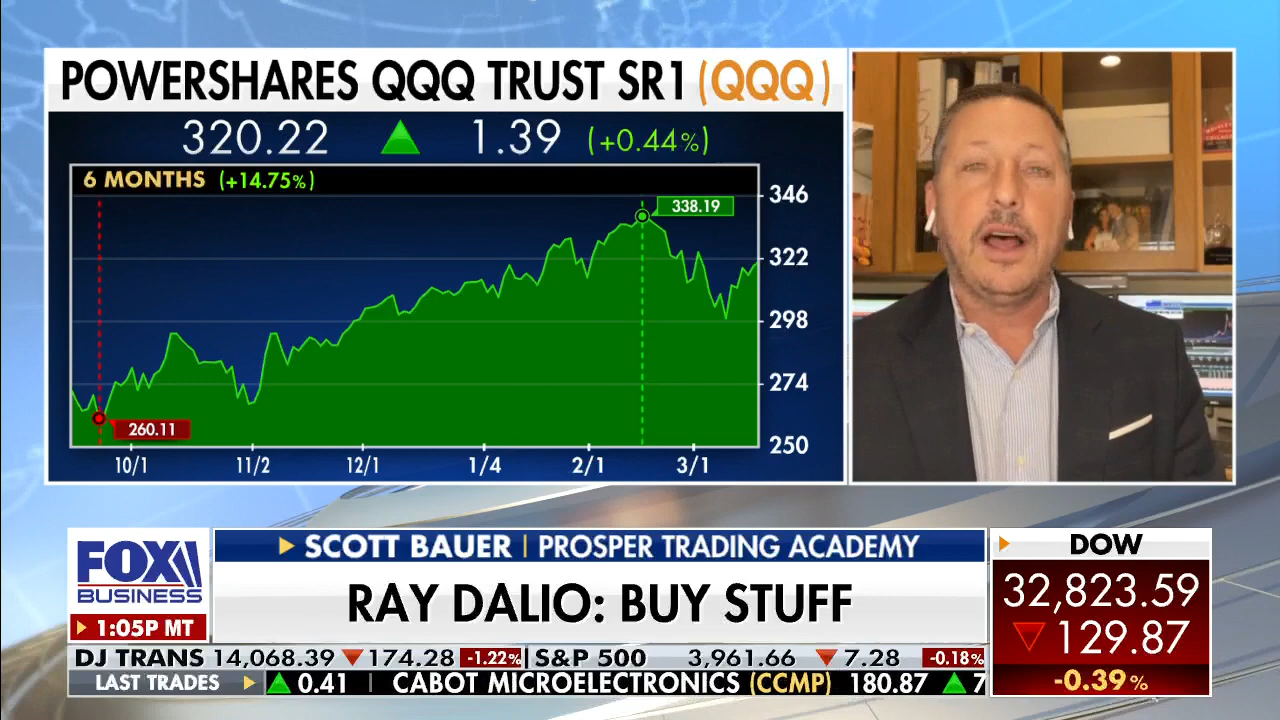 POWERSHARES QQQ TRUST SR1 (QQQ)
320.22 ▲ 1.39 (+0.44%)
6 MONTHS (+14.75%)
346
338.19
322
298
274
260.11
250
10/1 11/2 12/1 1/4 2/1 3/1
SCOTT BAUER | PROSPER TRADING ACADEMY
RAY DALIO: BUY STUFF
FOX
BUSINESS
1:05P MT
DOW
32,823.59
▽ 129.87
-0.39%
DJ TRANS 14,068.39 ▼ 174.28 -1.22% S&P 500 3,961.66 ▼ 7.28 -0.18%
LAST TRADES ▲ 0.41 | CABOT MICROELECTRONICS (CCMP) 180.87 ▲ 7